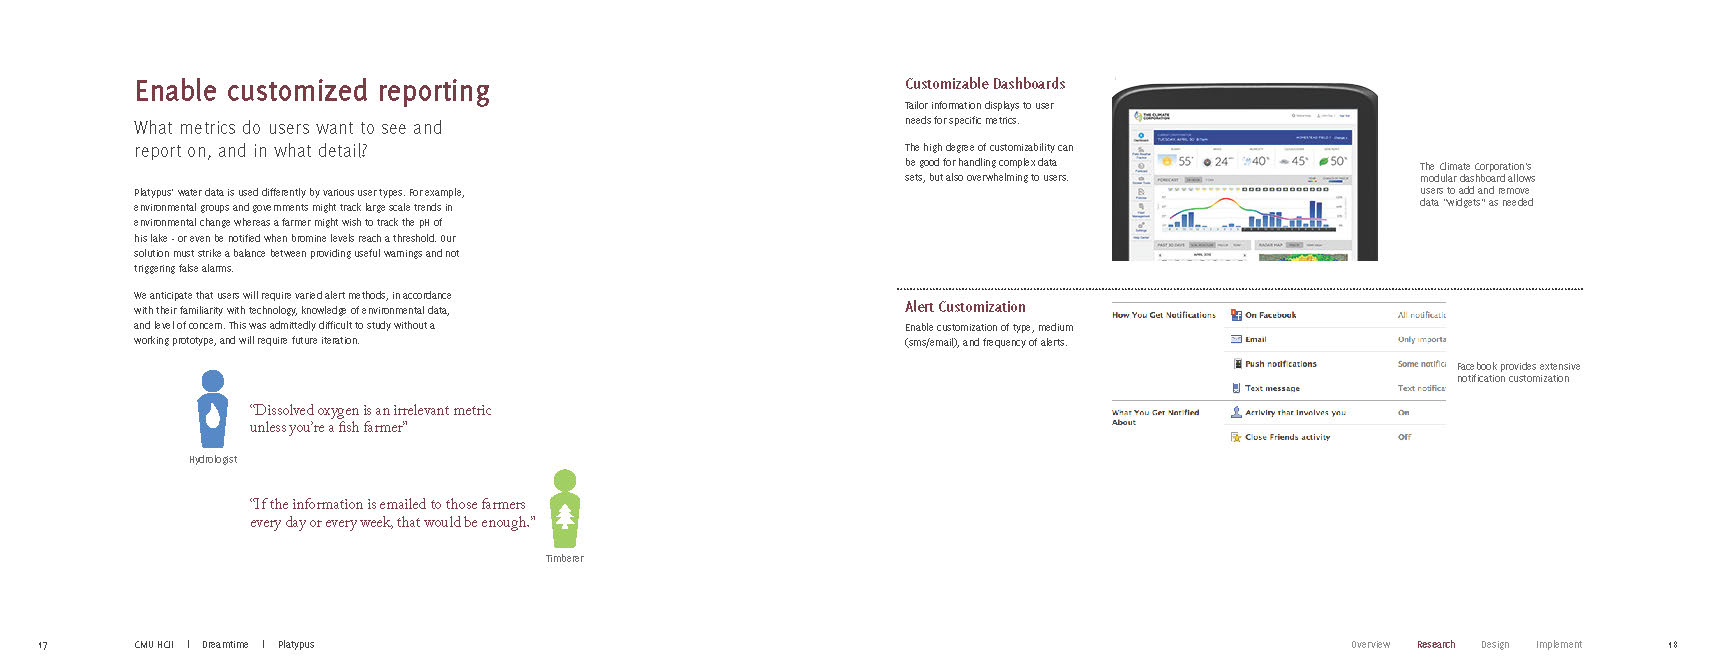 Enable customized reporting
What metrics do users want to see and
report on, and in what detail?
Platypus' water data is used differently by various user types. For example,
environmental groups and governments might track large scale trends in
environmental change whereas a farmer might wish to track the pH of
his lake - or even be notified when bromine levels reach a threshold. Our
solution must strike a balance between providing useful warnings and not
triggering false alarms.
We anticipate that users will require varied alert methods, in accordance
with their familiarity with technology, knowledge of environmental data,
and level of concern. This was admittedly difficult to study without a
working prototype, and will require future iteration.
“Dissolved oxygen is an irrelevant metric
unless you’re a fish farmer”
Hydrologist
“If the information is emailed to those farmers
every day or every week, that would be enough.”
Timberer
17
CMU HCII | Dreamtime | Platypus
Customizable Dashboards
Tailor information displays to user
needs for specific metrics.
The high degree of customizability can
be good for handling complex data
sets, but also overwhelming to users.
THE CLIMATE
CORPORATION
Dashboard
TUESDAY, APRIL 30
55°
24
40%
45%
50%
FORECAST
PAST 30 DAYS
RADAR MAP
The Climate Corporation's
modular dashboard allows
users to add and remove
data "widgets" as needed
Alert Customization
Enable customization of type, medium
(sms/email), and frequency of alerts.
How You Get Notifications
On Facebook
All notificatic
Email
Only importa
Push notifications
Some notific
Text message
Text notifica
What You Get Notified
About
Activity that involves you
On
Close Friends activity
Off
Facebook provides extensive
notification customization
Overview Research Design Implement
18